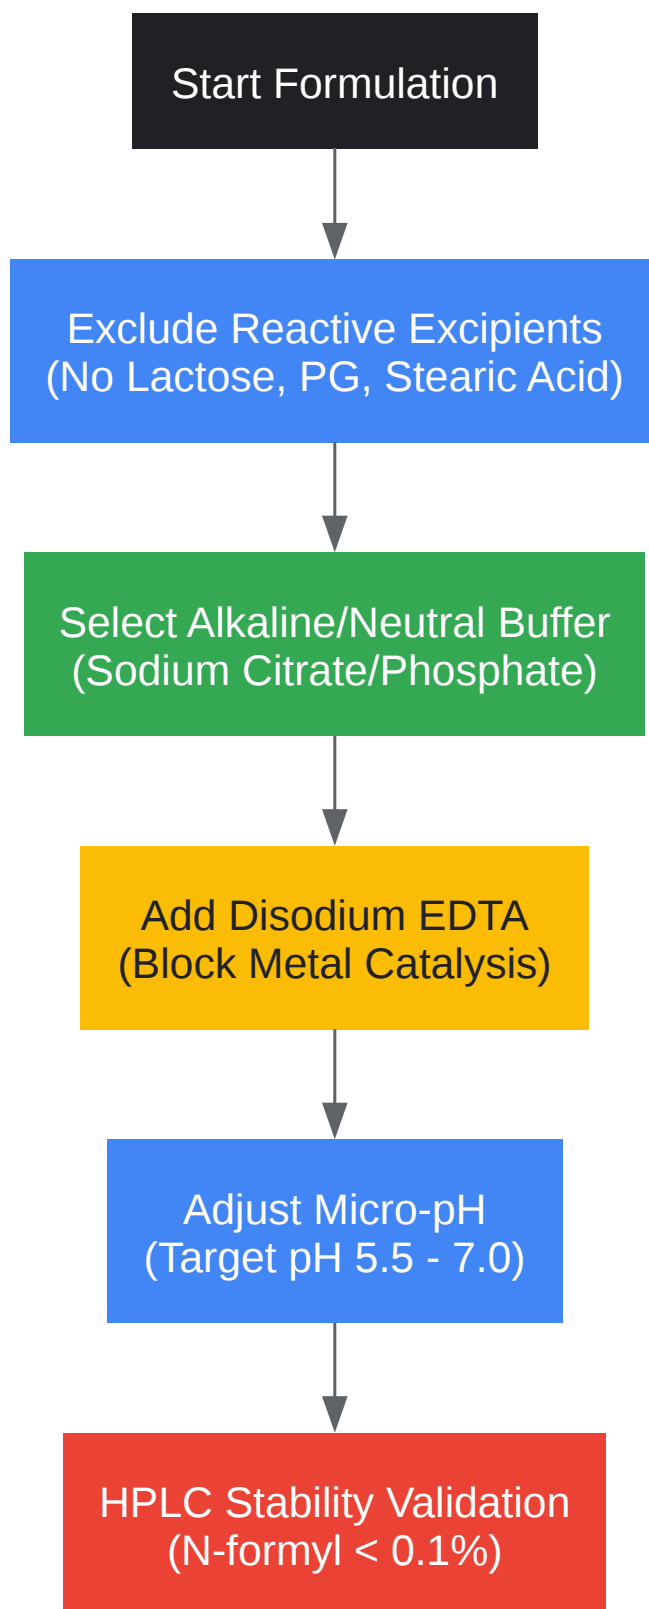 Start Formulation
Exclude Reactive Excipients
(No Lactose, PG, Stearic Acid)
Select Alkaline/Neutral Buffer
(Sodium Citrate/Phosphate)
Add Disodium EDTA
(Block Metal Catalysis)
Adjust Micro-pH
(Target pH 5.5 - 7.0)
HPLC Stability Validation
(N-formyl < 0.1%)